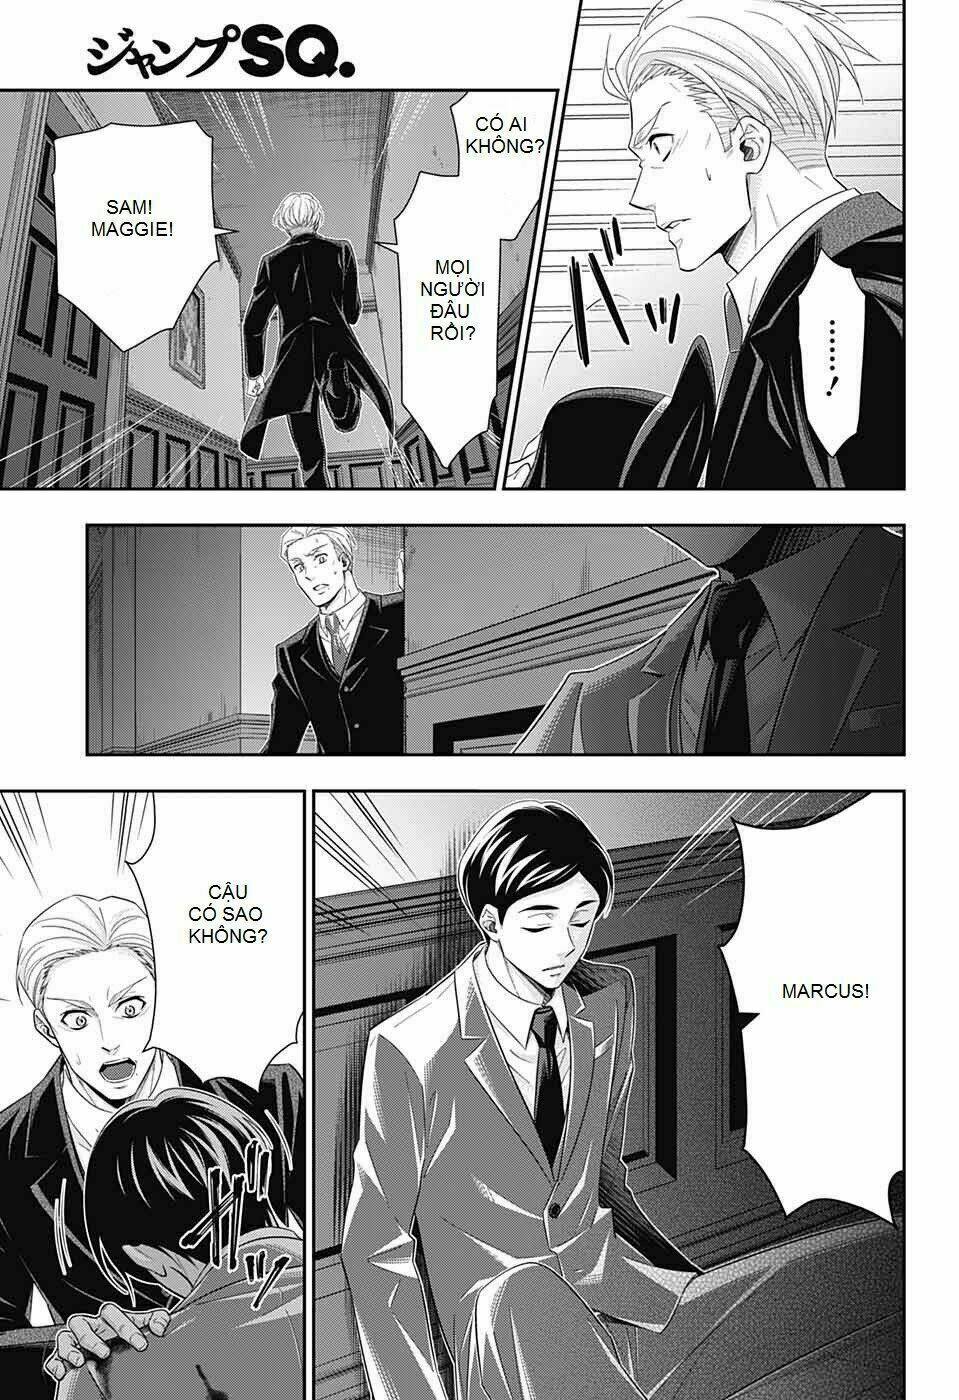 ジャンプSQ.
……！
CÓ AI
KHÔNG?
MỌI
NGƯỜI
ĐÂU
RỒI?
SAM!
MAGGIE!
MARCUS!
CẬU
CÓ SAO
KHÔNG?